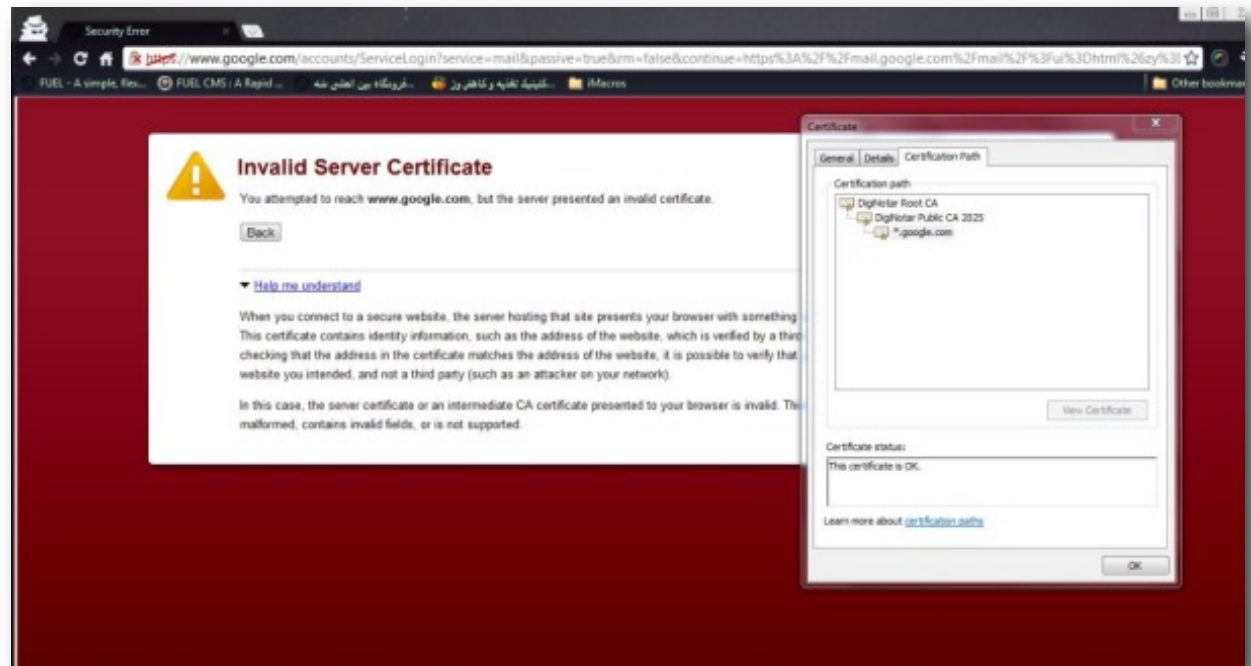 Security Error
https://www.google.com/accounts/ServiceLogin?service=mail&passive=true&rm=false&continue=https%3A%2F%2Fmail.google.com%2Fmail%2F%3Fui%3Dhtml%26zy%3
FUEL - A simple, flex... FUEL CMS : A Rapid ... iMacros Other bookmar
Invalid Server Certificate
You attempted to reach www.google.com, but the server presented an invalid certificate.
Back
Help me understand
When you connect to a secure website, the server hosting that site presents your browser with something
This certificate contains identity information, such as the address of the website, which is verified by a third
checking that the address in the certificate matches the address of the website, it is possible to verify that
website you intended, and not a third party (such as an attacker on your network).
In this case, the server certificate or an intermediate CA certificate presented to your browser is invalid. This
malformed, contains invalid fields, or is not supported.
Certificate
General Details Certification Path
Certification path
DigiNotar Root CA
DigiNotar Public CA 2025
*.google.com
View Certificate
Certificate status:
This certificate is OK.
Learn more about certification paths
OK